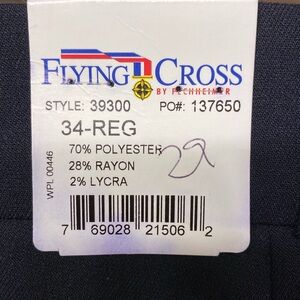 FLYING CROSS
BY FECHHEIMER
STYLE: 39300 PO#: 137650
34-REG
70% POLYESTER
28% RAYON
2% LYCRA
29
WPL 00446
7 69028 21506 2